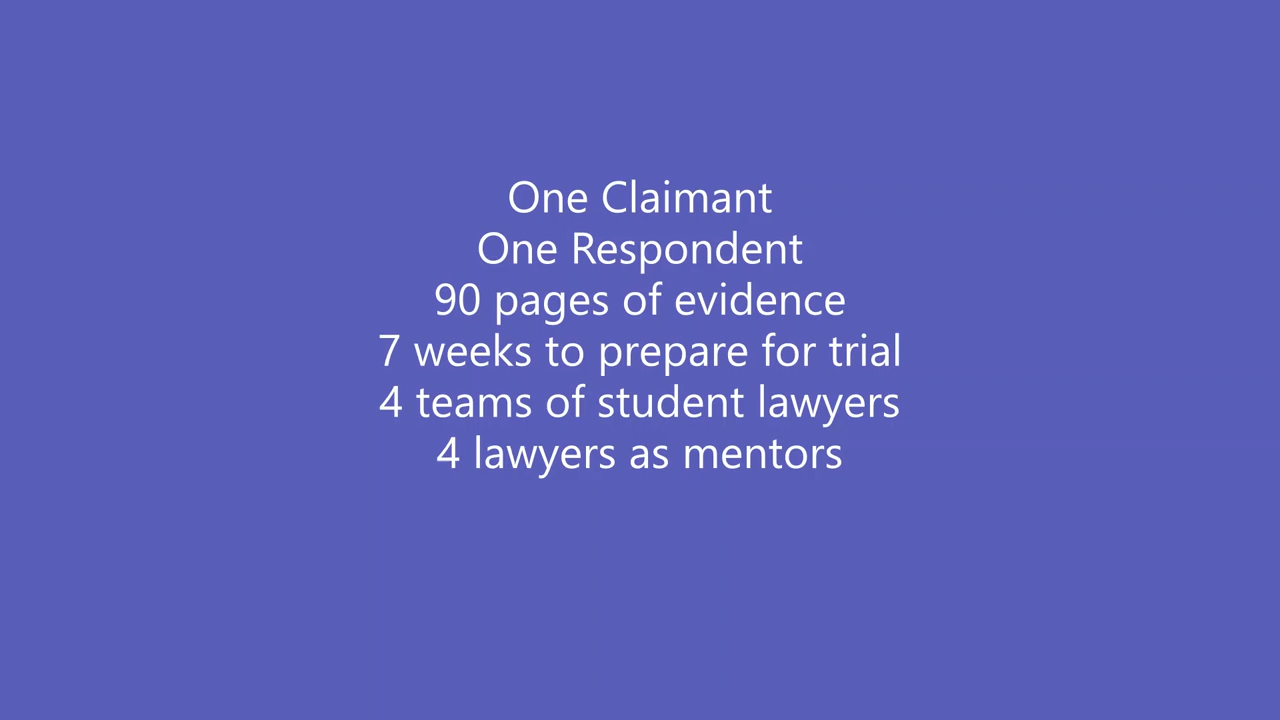 One Claimant
One Respondent
90 pages of evidence
7 weeks to prepare for trial
4 teams of student lawyers
4 lawyers as mentors